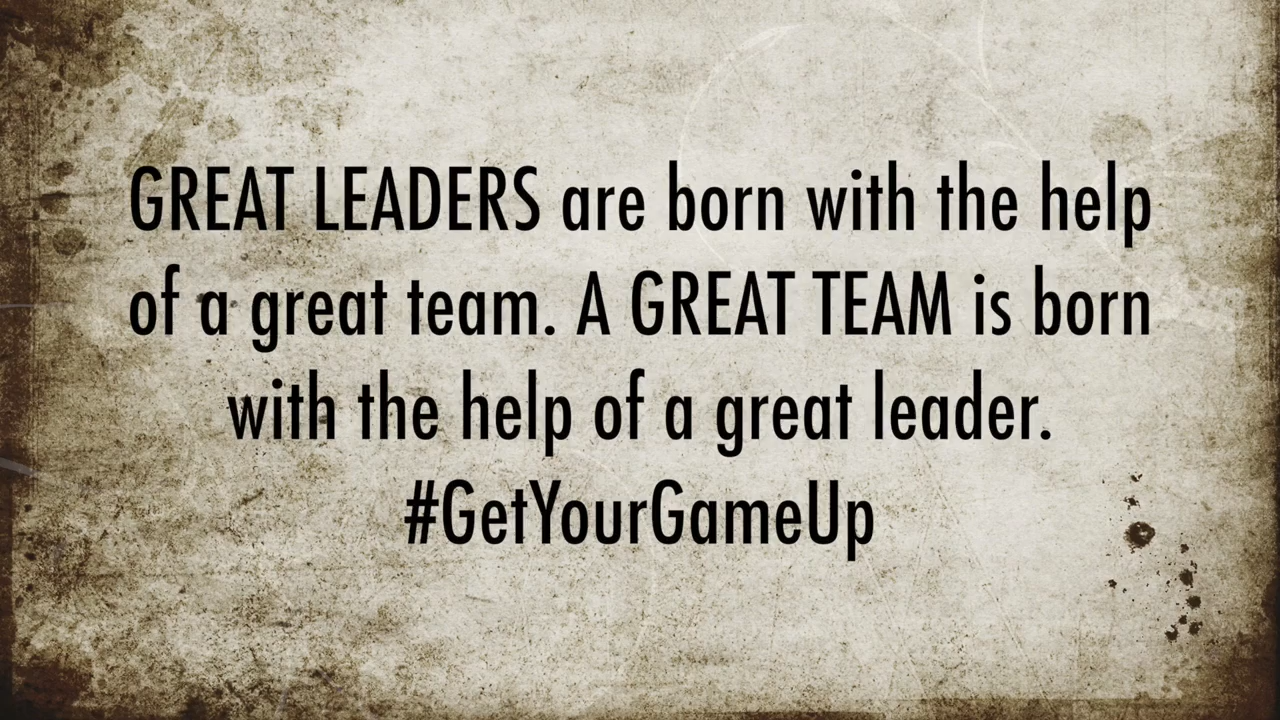 GREAT LEADERS are born with the help
of a great team. A GREAT TEAM is born
with the help of a great leader.
#GetYourGameUp